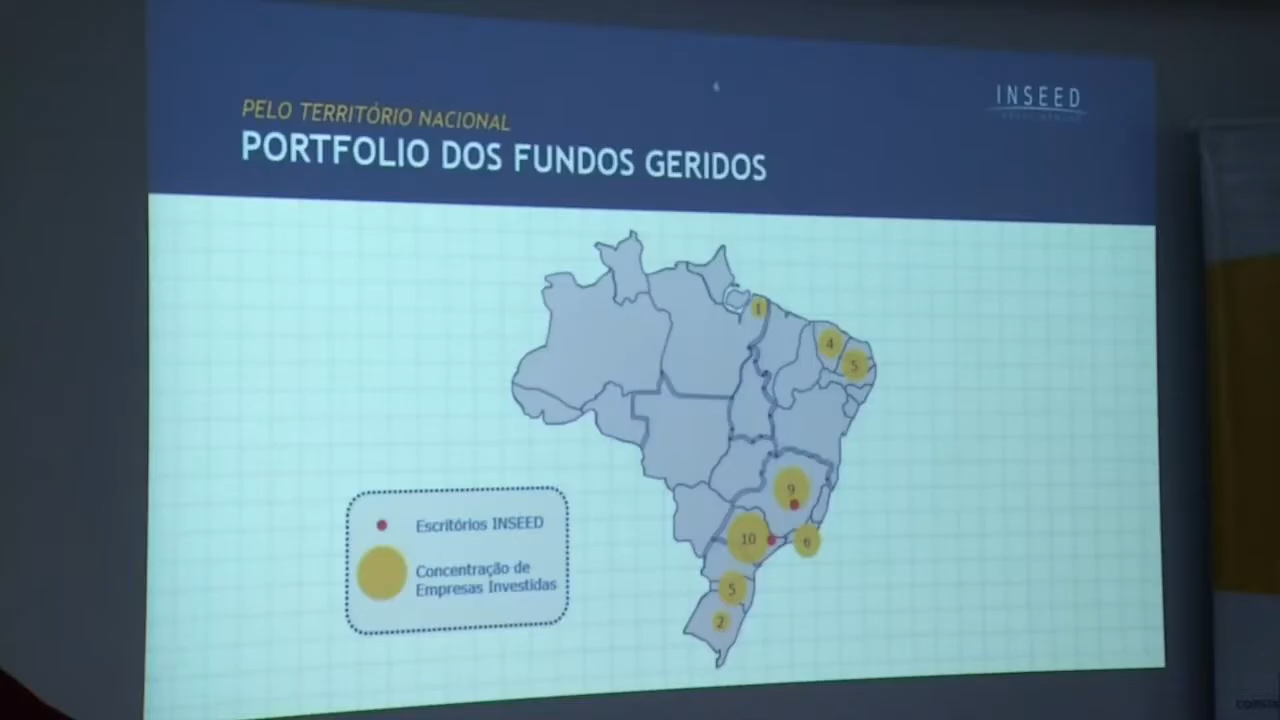 PELO TERRITÓRIO NACIONAL
PORTFOLIO DOS FUNDOS GERIDOS
INSEED
1
4
5
9
10
6
5
2
Escritórios INSEED
Concentração de
Empresas Investidas